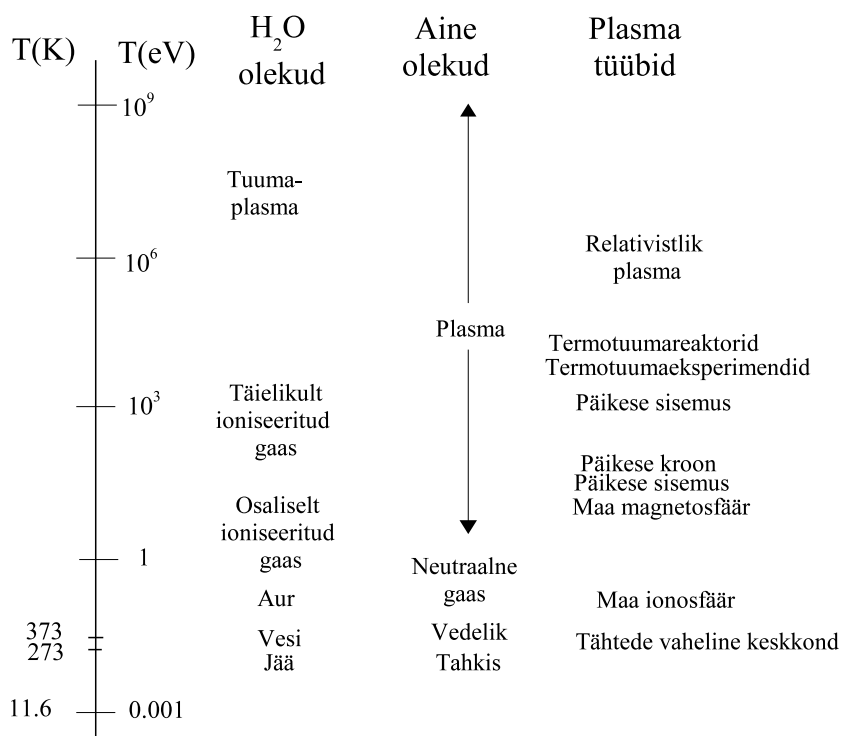 T(K)
T(eV)
H₂O
olekud
Aine
olekud
Plasma
tüübid
10⁹
Tuuma-
plasma
10⁶
Relativistlik
plasma
Plasma
Termotuumareaktorid
Termotuumaeksperimendid
10³
Täielikult
ioniseeritud
gaas
Päikese sisemus
Päikese kroon
Päikese sisemus
Maa magnetosfäär
Osaliselt
ioniseeritud
gaas
1
Neutraalne
gaas
Aur
Maa ionosfäär
373
Vesi
Vedelik
Tähtede vaheline keskkond
273
Jää
Tahkis
11.6
0.001